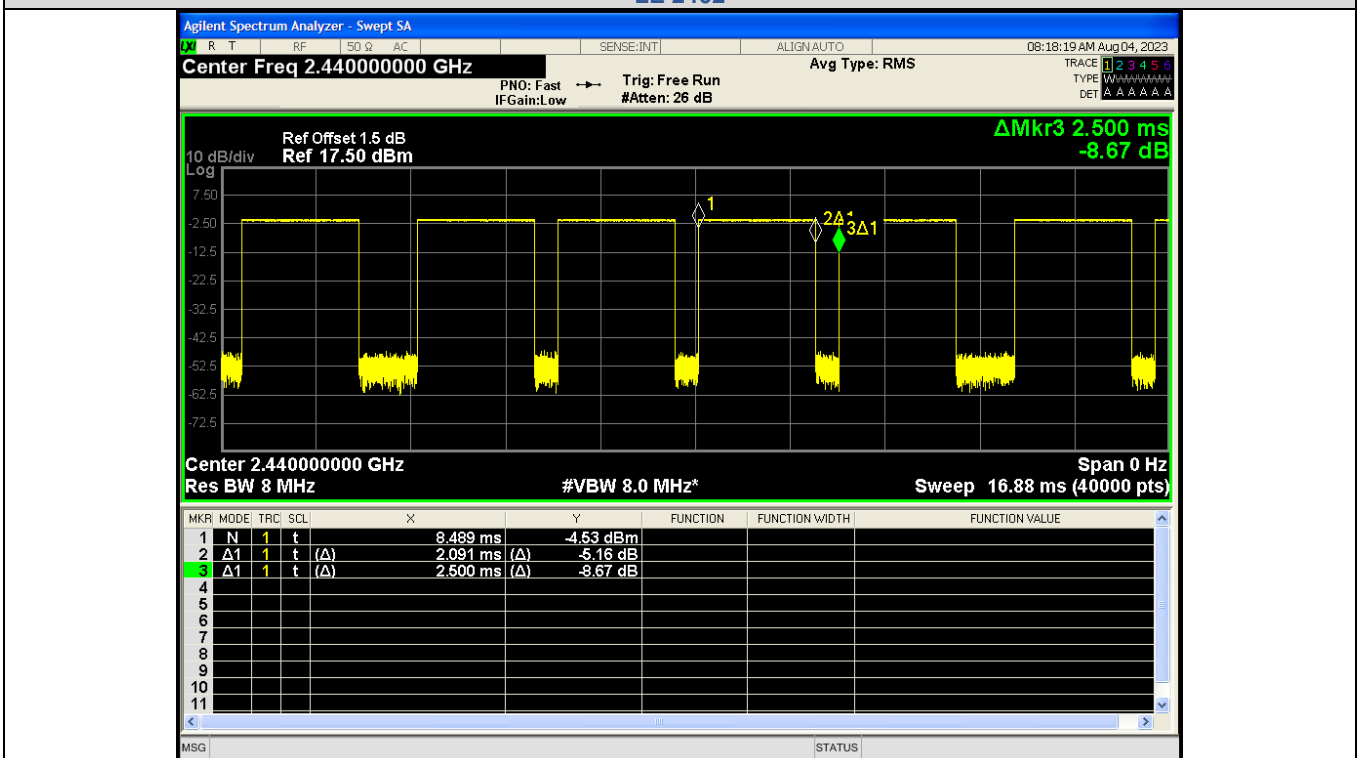 Agilent Spectrum Analyzer - Swept SA
LXI R T RF 50 Ω AC SENSE:INT ALIGN AUTO 08:18:19 AM Aug 04, 2023
Center Freq 2.440000000 GHz
PNO: Fast
IFGain:Low
Trig: Free Run
#Atten: 26 dB
Avg Type: RMS
TRACE 1 2 3 4 5 6
TYPE W
DET A A A A A A
ΔMkr3 2.500 ms
-8.67 dB
Ref Offset 1.5 dB
10 dB/div Ref 17.50 dBm
Log
7.50
-2.50
-12.5
-22.5
-32.5
-42.5
-52.5
-62.5
-72.5
1
3Δ1
Center 2.440000000 GHz Span 0 Hz
Res BW 8 MHz #VBW 8.0 MHz* Sweep 16.88 ms (40000 pts)
MKR MODE TRC SCL X Y FUNCTION FUNCTION WIDTH FUNCTION VALUE
1 N 1 t 8.489 ms -4.53 dBm
2 Δ1 1 t (Δ) 2.091 ms (Δ) -5.16 dB
3 Δ1 1 t (Δ) 2.500 ms (Δ) -8.67 dB
4
5
6
7
8
9
10
11
MSG STATUS